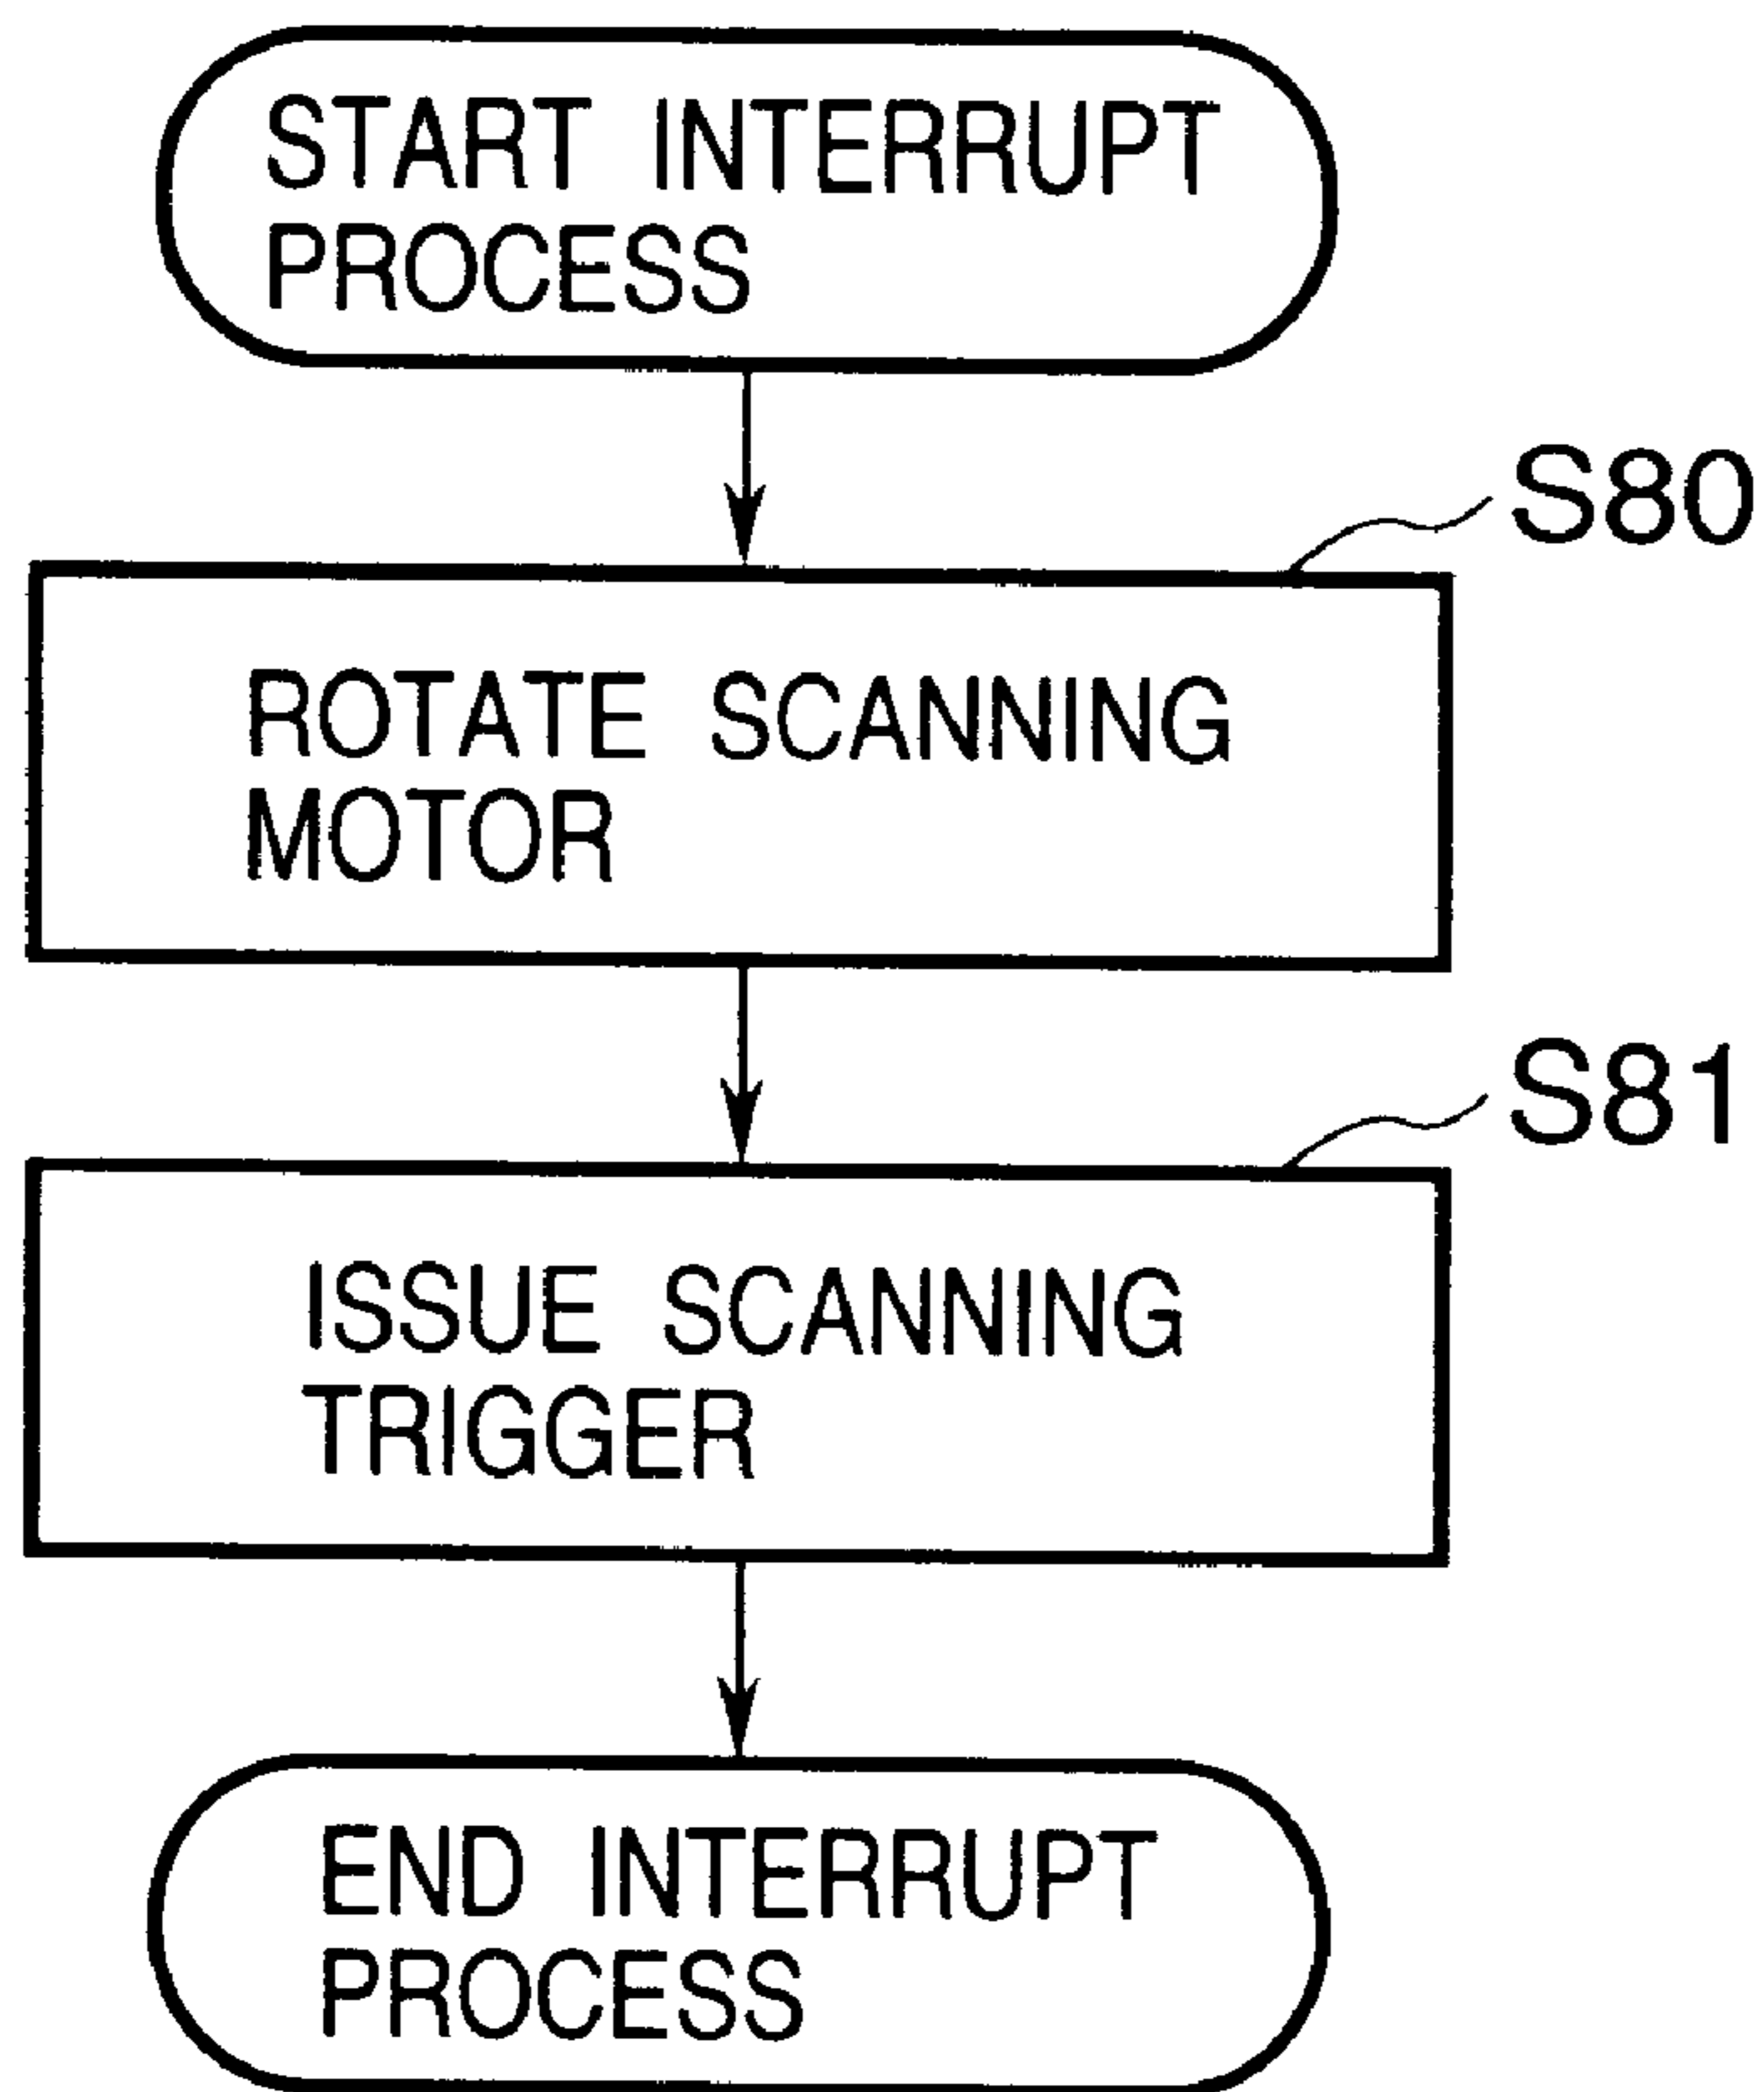 START INTERRUPT
PROCESS
S80
ROTATE SCANNING
MOTOR
S81
ISSUE SCANNING
TRIGGER
END INTERRUPT
PROCESS